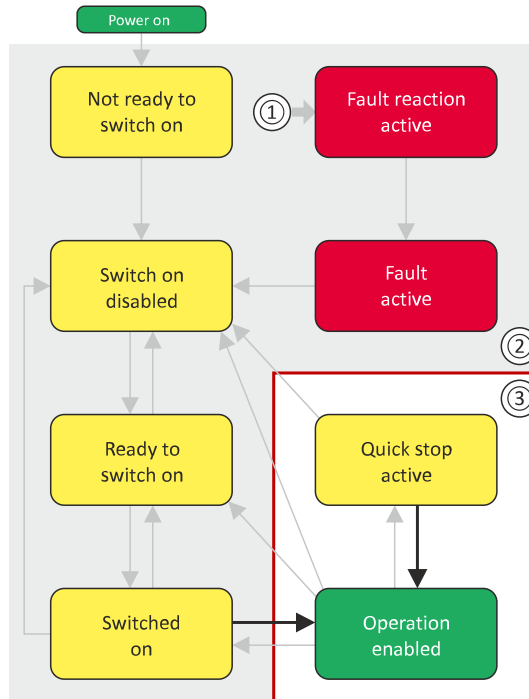 Power on
Not ready to
switch on
①
Fault reaction
active
Switch on
disabled
Fault
active
②
③
Ready to
switch on
Quick stop
active
Switched
on
Operation
enabled